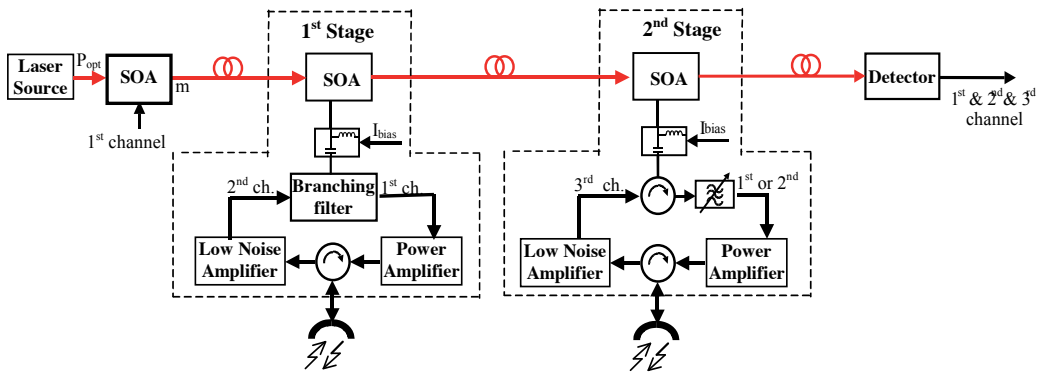 1st Stage
2nd Stage
Laser Source
Popt
SOA
m
1st channel
SOA
SOA
Detector
1st & 2nd & 3rd channel
Ibias
Ibias
2nd ch.
Branching filter
1st ch.
3rd ch.
1st or 2nd
Low Noise Amplifier
Power Amplifier
Low Noise Amplifier
Power Amplifier